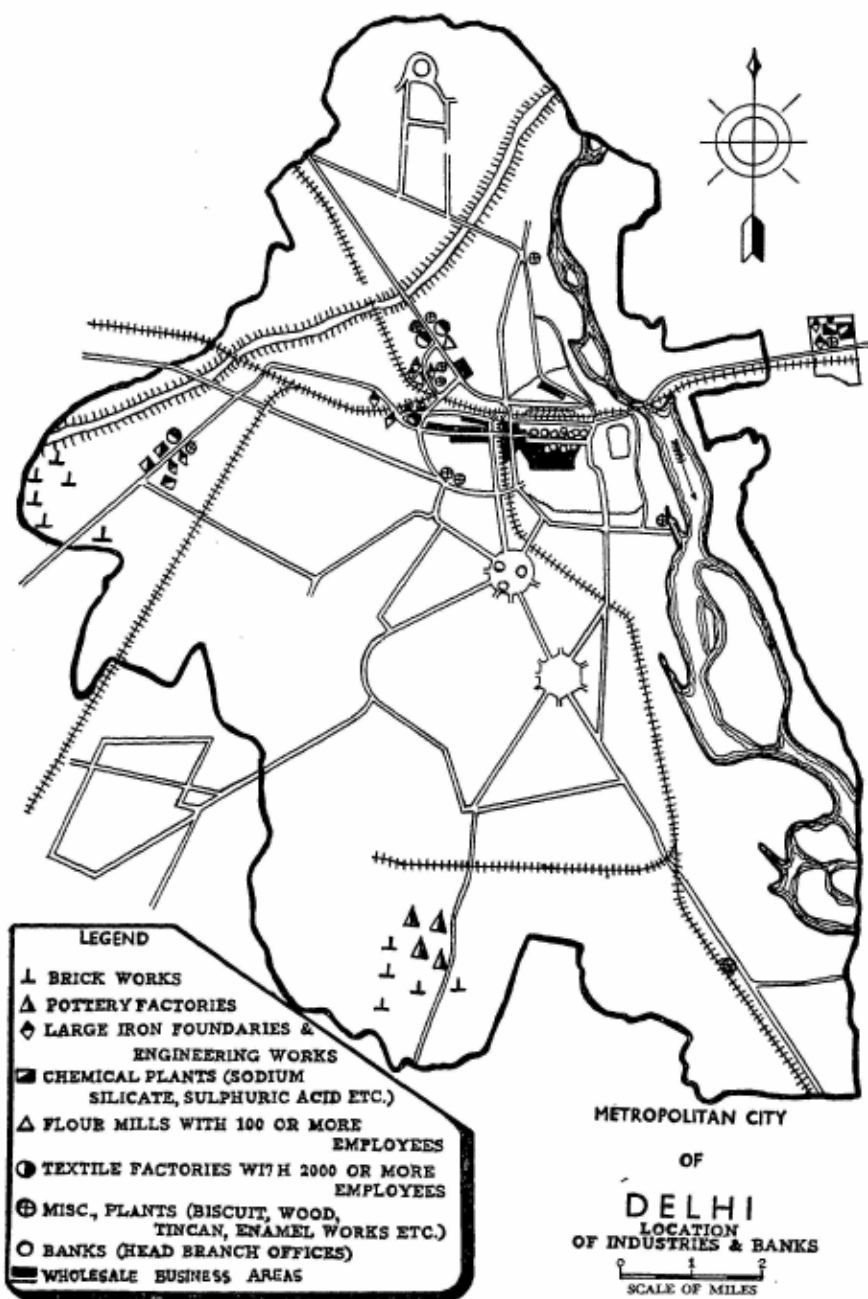 LEGEND
BRICK WORKS
POTTERY FACTORIES
LARGE IRON FOUNDARIES &
ENGINEERING WORKS
CHEMICAL PLANTS (SODIUM
SILICATE, SULPHURIC ACID ETC.)
FLOUR MILLS WITH 100 OR MORE
EMPLOYEES
TEXTILE FACTORIES WITH 2000 OR MORE
EMPLOYEES
MISC., PLANTS (BISCUIT, WOOD,
TINCAN, ENAMEL WORKS ETC.)
BANKS (HEAD BRANCH OFFICES)
WHOLESALE BUSINESS AREAS
METROPOLITAN CITY
OF
DELHI
LOCATION
OF INDUSTRIES & BANKS
0 1 2
SCALE OF MILES